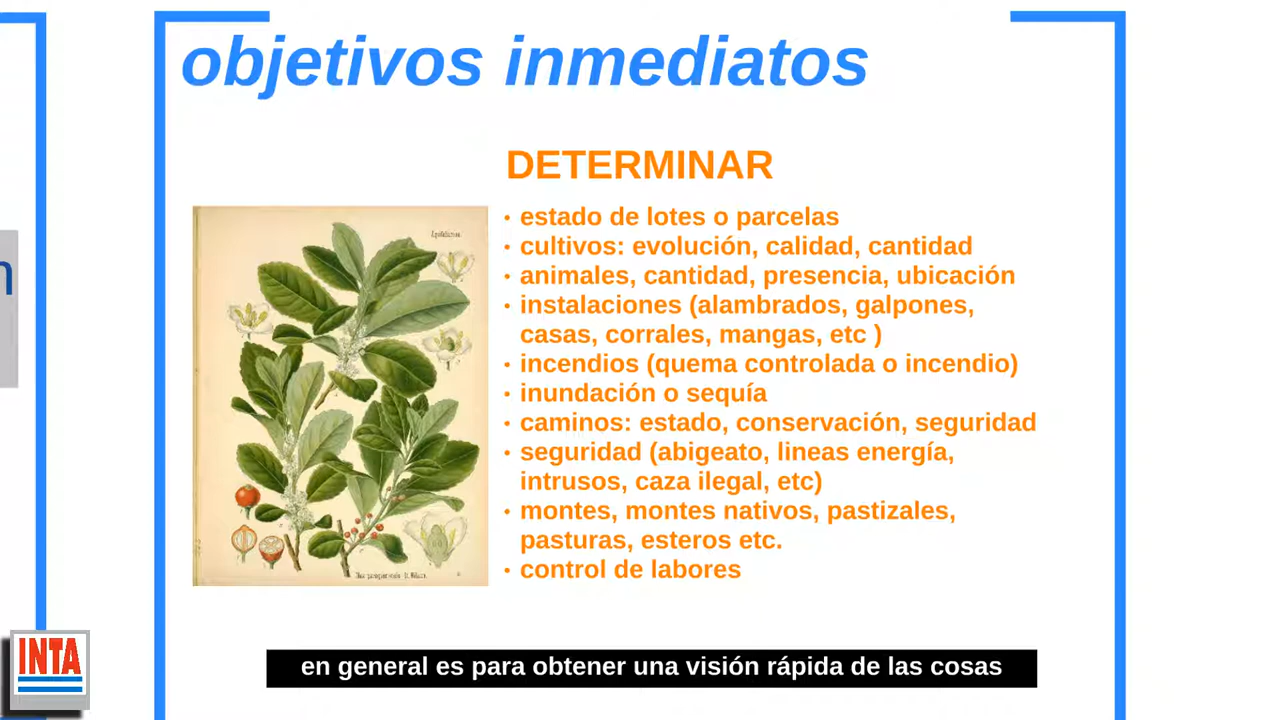 objetivos inmediatos
DETERMINAR
• estado de lotes o parcelas
• cultivos: evolución, calidad, cantidad
• animales, cantidad, presencia, ubicación
• instalaciones (alambrados, galpones,
casas, corrales, mangas, etc )
• incendios (quema controlada o incendio)
• inundación o sequía
• caminos: estado, conservación, seguridad
• seguridad (abigeato, lineas energía,
intrusos, caza ilegal, etc)
• montes, montes nativos, pastizales,
pasturas, esteros etc.
• control de labores
INTA
en general es para obtener una visión rápida de las cosas